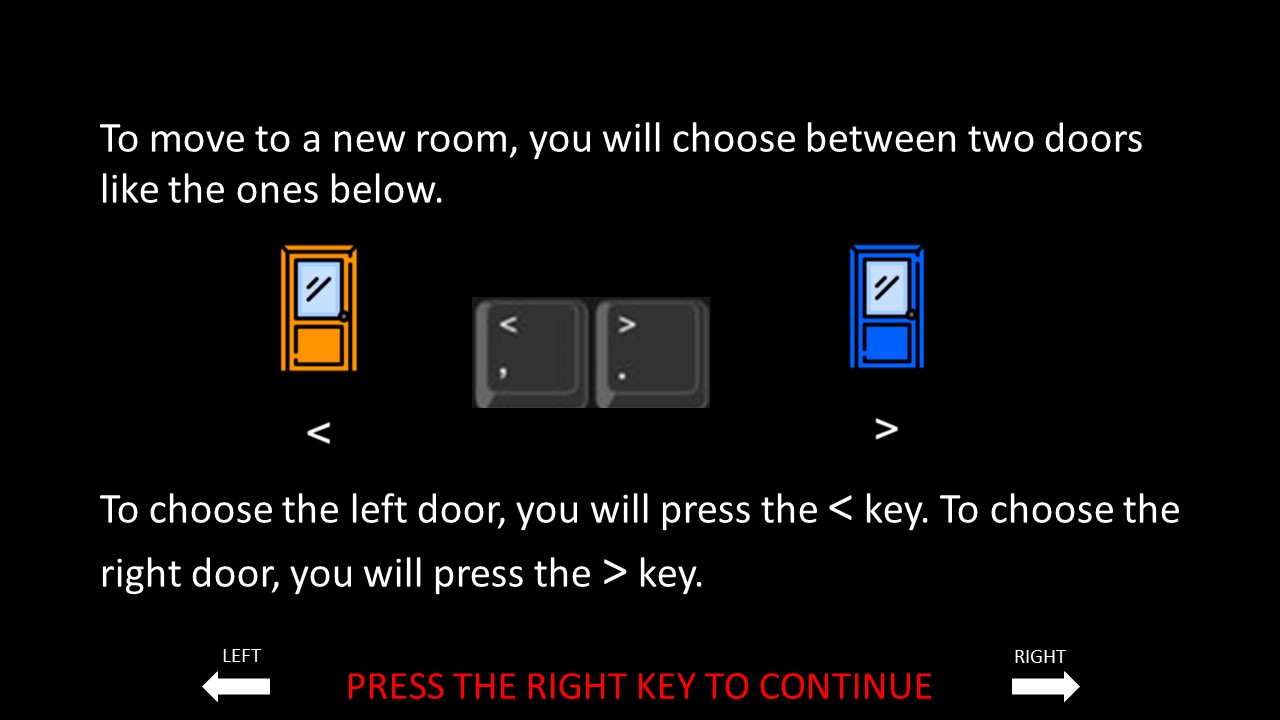 To move to a new room, you will choose between two doors
like the ones below.
< >
, .
< >
To choose the left door, you will press the < key. To choose the
right door, you will press the > key.
LEFT RIGHT
PRESS THE RIGHT KEY TO CONTINUE